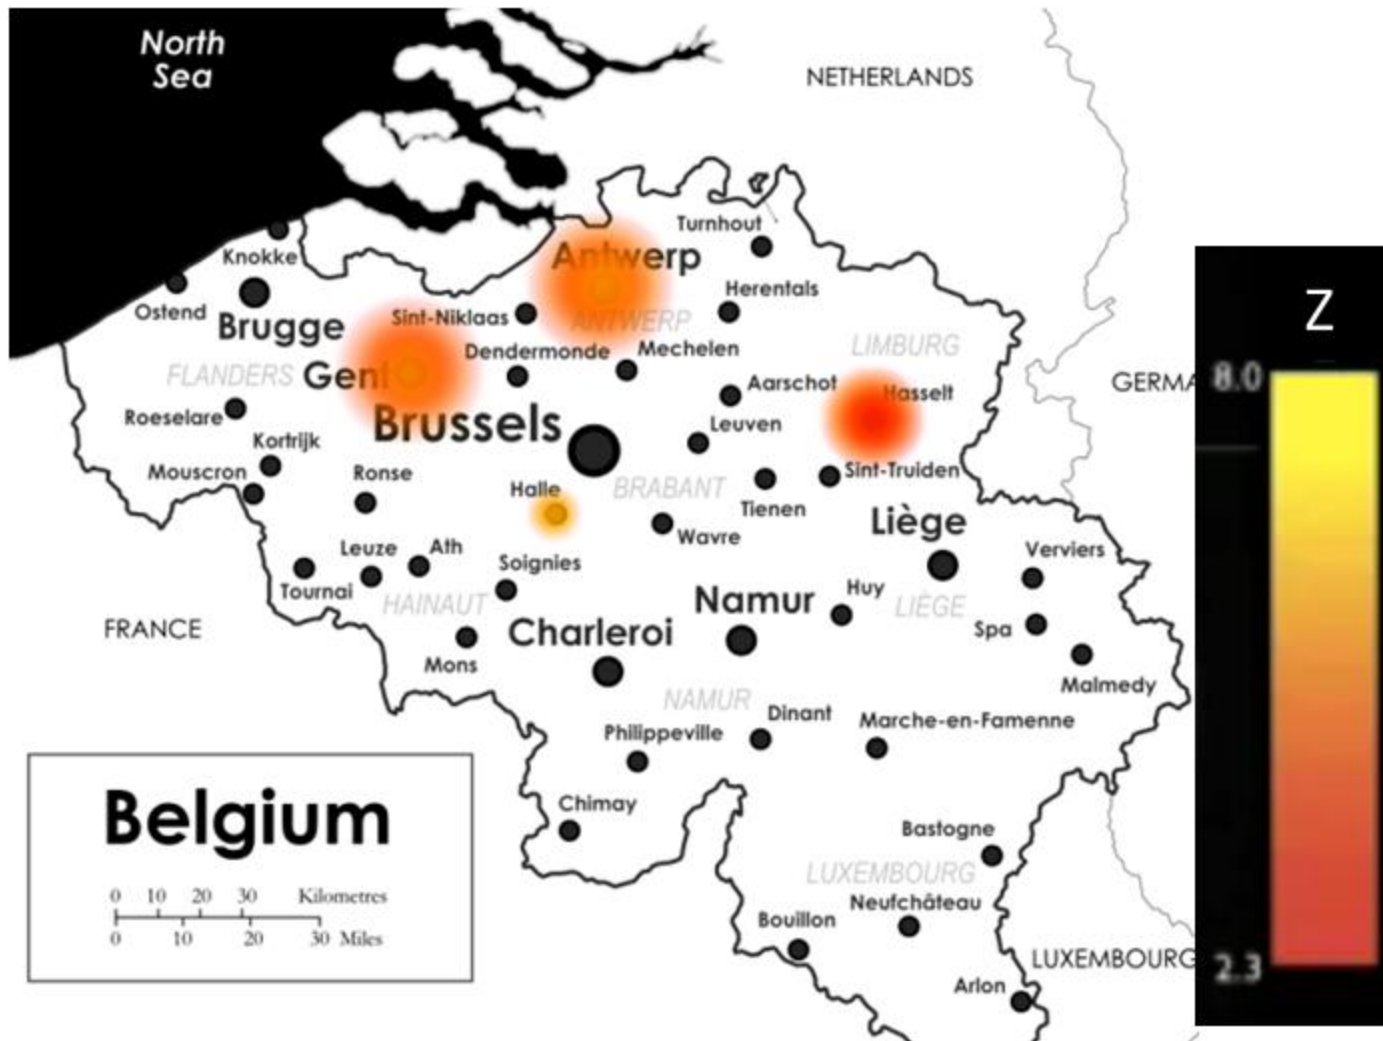 North
Sea
NETHERLANDS
Turnhout
Knokke
Antwerp
Z
Ostend
Herentals
Sint-Niklaas
ANTWERP
Brugge
Dendermonde
Mechelen
LIMBURG
FLANDERS
Gent
8.0
GERMA
Aarschot
Hasselt
Roeselare
Brussels
Leuven
Kortrijk
Mouscron
Ronse
Sint-Truiden
Halle
BRABANT
Tienen
Liège
Wavre
Leuze
Ath
Soignies
Verviers
Tournai
HAINAUT
Namur
Huy
LIÈGE
FRANCE
Charleroi
Spa
Mons
Malmedy
NAMUR
Dinant
Marche-en-Famenne
Philippeville
Chimay
Belgium
Bastogne
LUXEMBOURG
0 10 20 30 Kilometres
Neufchâteau
Bouillon
0 10 20 30 Miles
LUXEMBOURG
2.3
Arlon